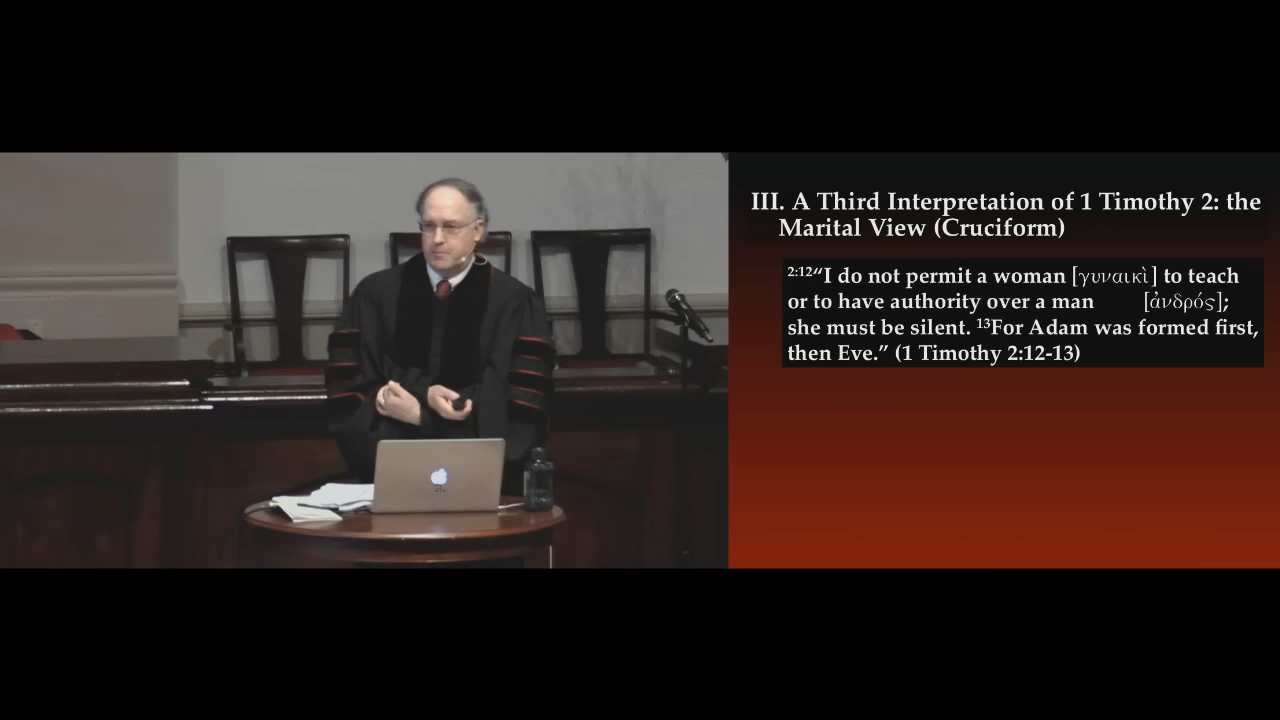 III. A Third Interpretation of 1 Timothy 2: the
Marital View (Cruciform)
2:12“I do not permit a woman [γυναικὶ] to teach
or to have authority over a man [ἀνδρός];
she must be silent. 13For Adam was formed first,
then Eve.” (1 Timothy 2:12-13)